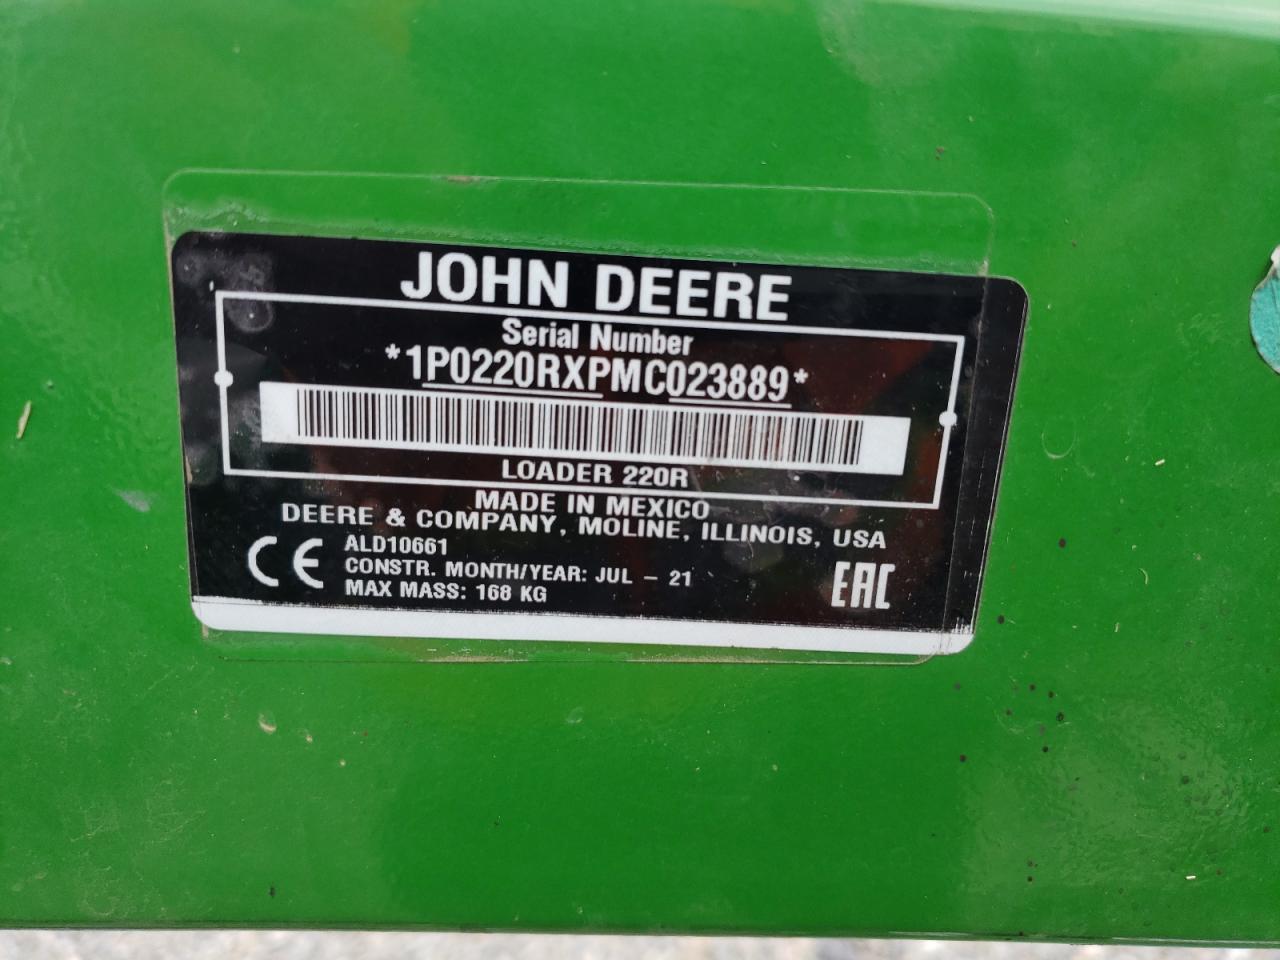 JOHN DEERE
Serial Number
*1P0220RXPMC023889*
LOADER 220R
MADE IN MEXICO
DEERE & COMPANY, MOLINE, ILLINOIS, USA
CE
ALD10661
CONSTR. MONTH/YEAR: JUL - 21
MAX MASS: 168 KG
EAC